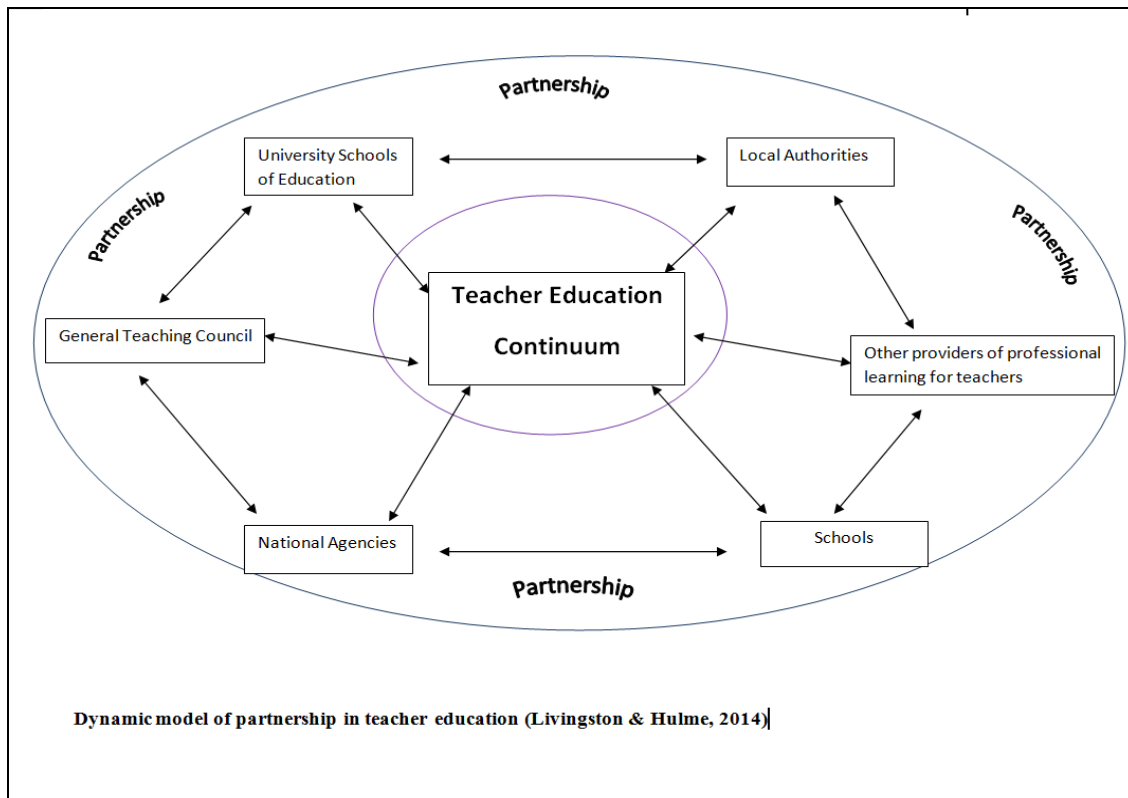 Partnership
University Schools
of Education
Local Authorities
Partnership
Partnership
Teacher Education
Continuum
General Teaching Council
Other providers of professional
learning for teachers
National Agencies
Schools
Partnership
Dynamic model of partnership in teacher education (Livingston & Hulme, 2014)